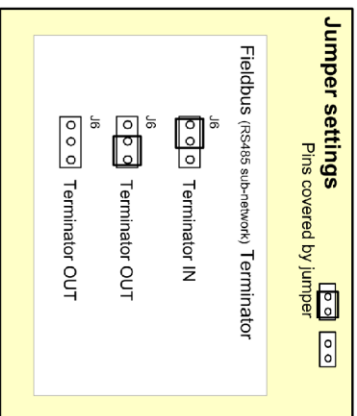 Jumper settings
Pins covered by jumper
Fieldbus (RS485 sub-network) Terminator
J6
Terminator IN
J6
Terminator OUT
J6
Terminator OUT